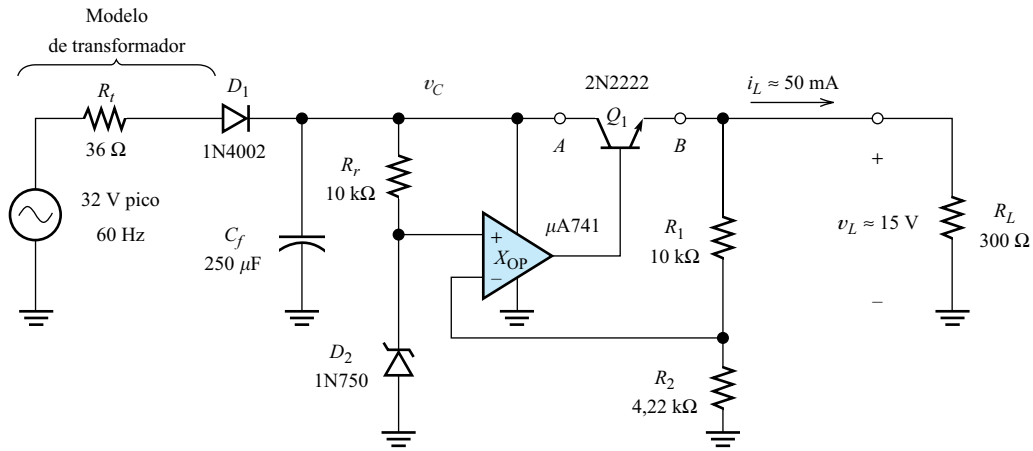 Modelo
de transformador
R_t
36 Ω
D_1
1N4002
32 V pico
60 Hz
C_f
250 μF
v_C
R_r
10 kΩ
D_2
1N750
+
−
X_OP
μA741
2N2222
Q_1
A
B
i_L ≈ 50 mA
R_1
10 kΩ
R_2
4,22 kΩ
+
v_L ≈ 15 V
−
R_L
300 Ω